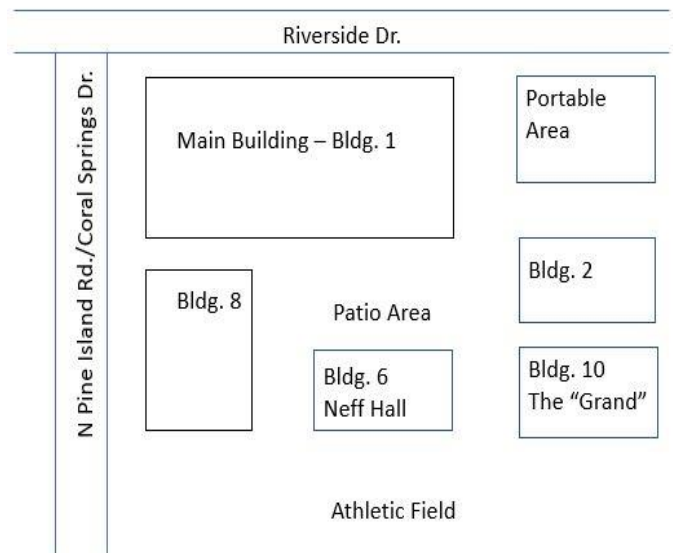 Riverside Dr.
N Pine Island Rd./Coral Springs Dr.
Main Building – Bldg. 1
Portable
Area
Bldg. 8
Patio Area
Bldg. 2
Bldg. 6
Neff Hall
Bldg. 10
The “Grand”
Athletic Field